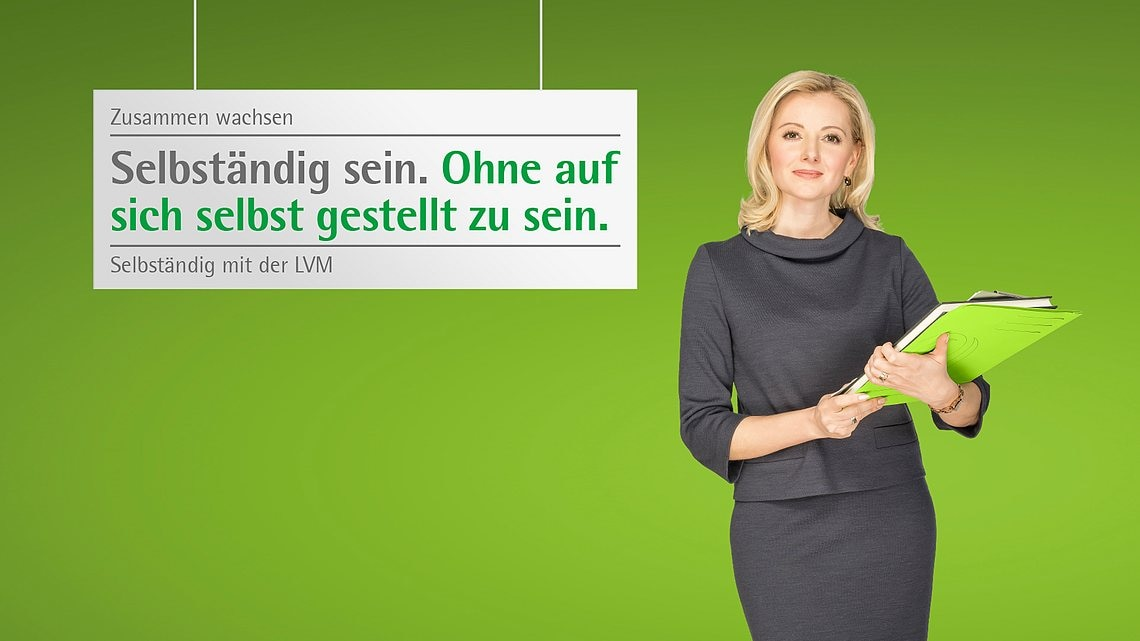 Zusammen wachsen
Selbständig sein. Ohne auf
sich selbst gestellt zu sein.
Selbständig mit der LVM